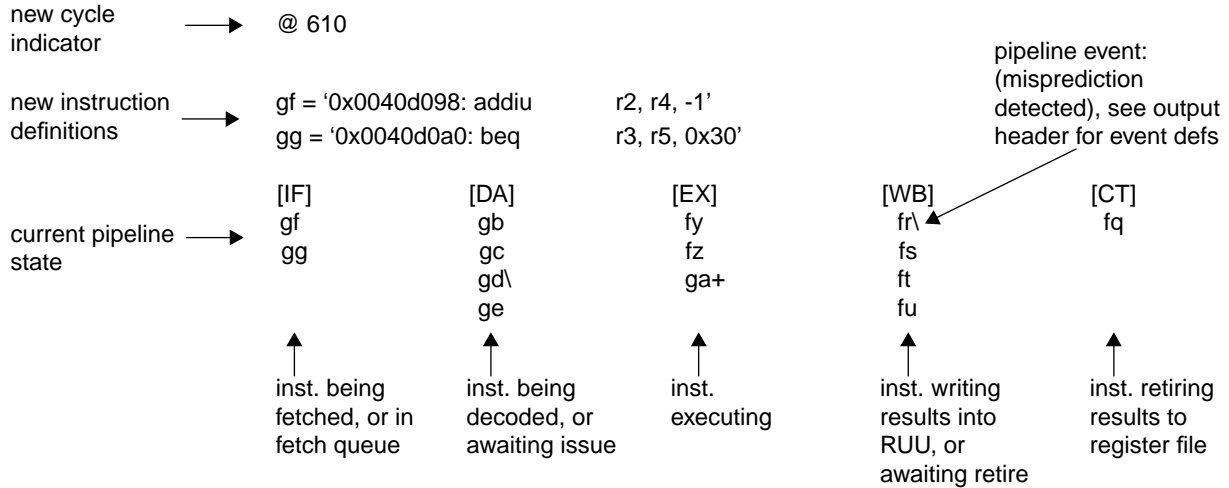 new cycle
indicator
@ 610
pipeline event:
(misprediction
detected), see output
header for event defs
new instruction
definitions
gf = ‘0x0040d098: addiu r2, r4, -1’
gg = ‘0x0040d0a0: beq r3, r5, 0x30’
current pipeline
state
[IF] [DA] [EX] [WB] [CT]
gf gb fy fr\ fq
gg gc fz fs
gd\ ga+ ft
ge fu
inst. being
fetched, or in
fetch queue
inst. being
decoded, or
awaiting issue
inst.
executing
inst. writing
results into
RUU, or
awaiting retire
inst. retiring
results to
register file